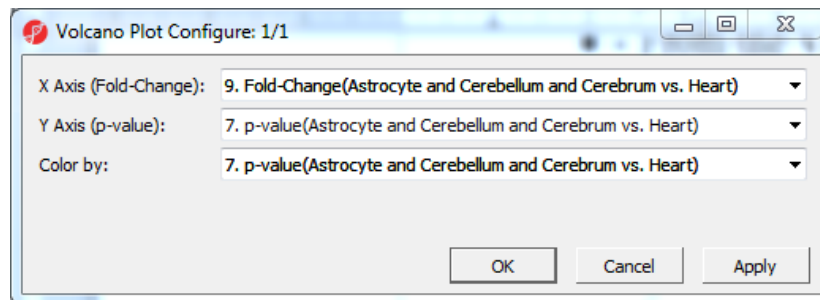 Volcano Plot Configure: 1/1
X Axis (Fold-Change): 9. Fold-Change(Astrocyte and Cerebellum and Cerebrum vs. Heart)
Y Axis (p-value): 7. p-value(Astrocyte and Cerebellum and Cerebrum vs. Heart)
Color by: 7. p-value(Astrocyte and Cerebellum and Cerebrum vs. Heart)
OK Cancel Apply